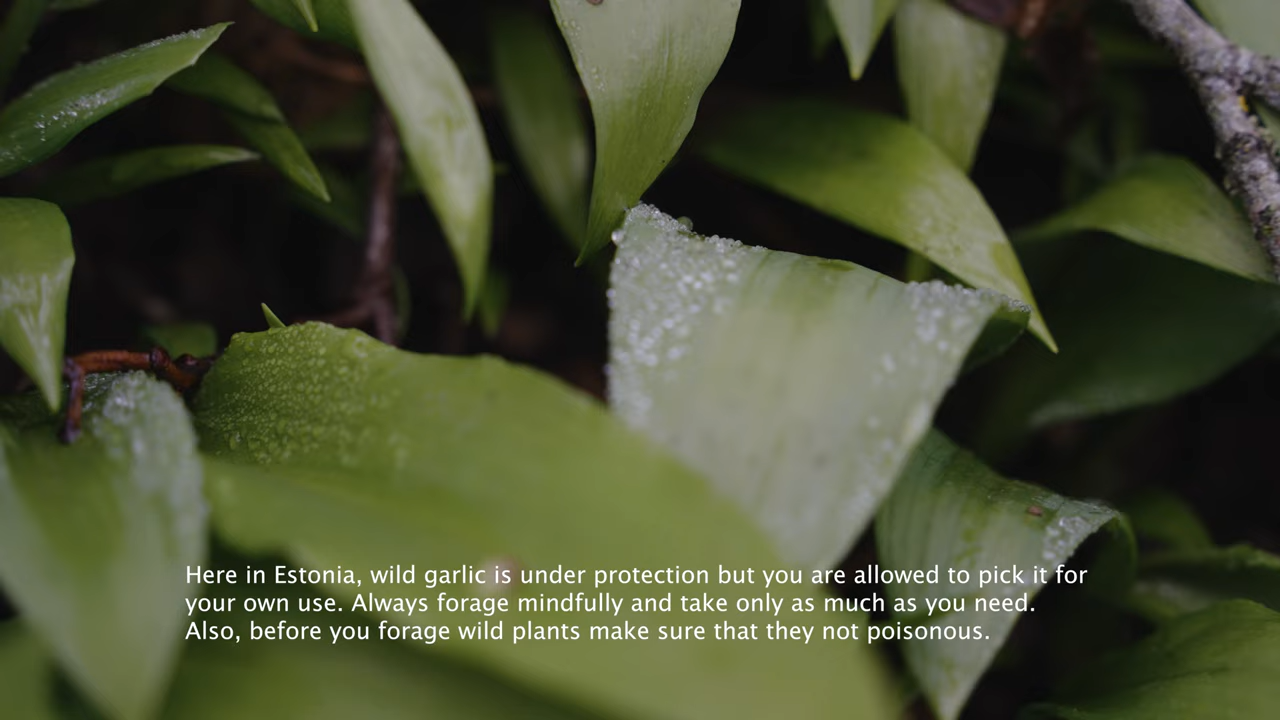 Here in Estonia, wild garlic is under protection but you are allowed to pick it for
your own use. Always forage mindfully and take only as much as you need.
Also, before you forage wild plants make sure that they not poisonous.